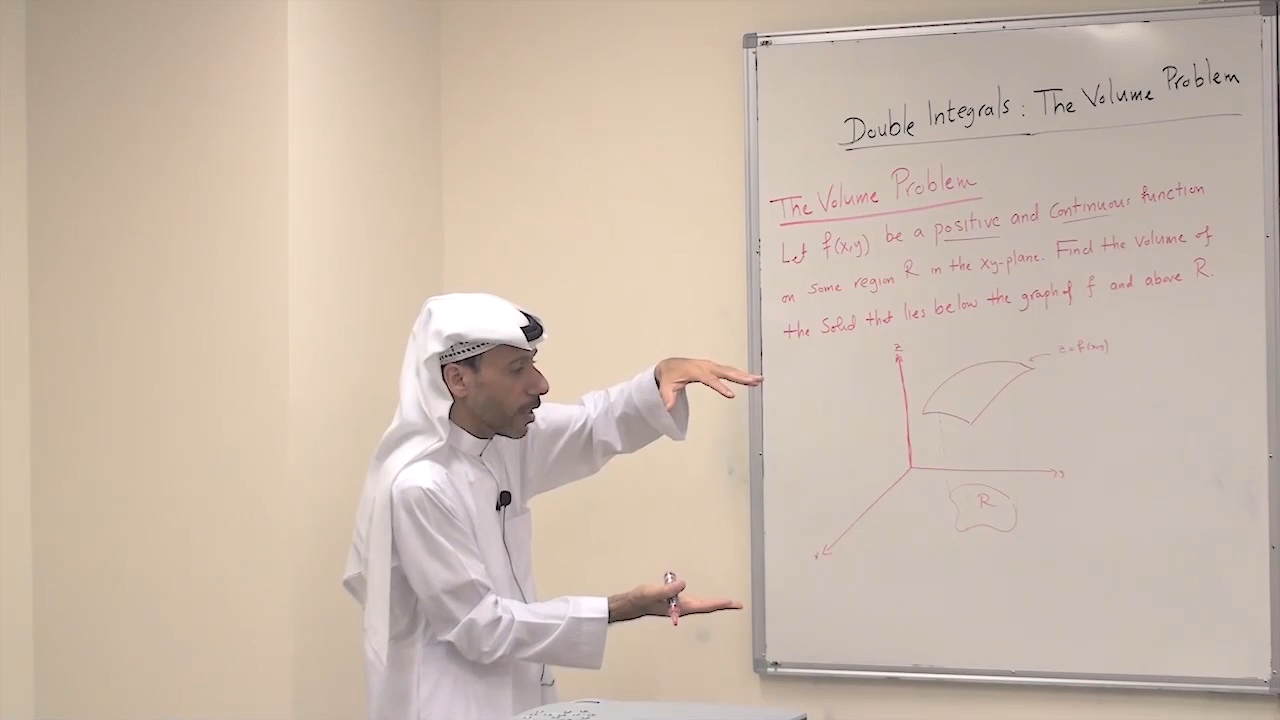 Double Integrals : The Volume Problem
The Volume Problem
Let f(x,y) be a positive and continuous function
on some region R in the xy-plane. Find the volume of
the solid that lies below the graph of f and above R.
z
z=f(x,y)
y
R
x